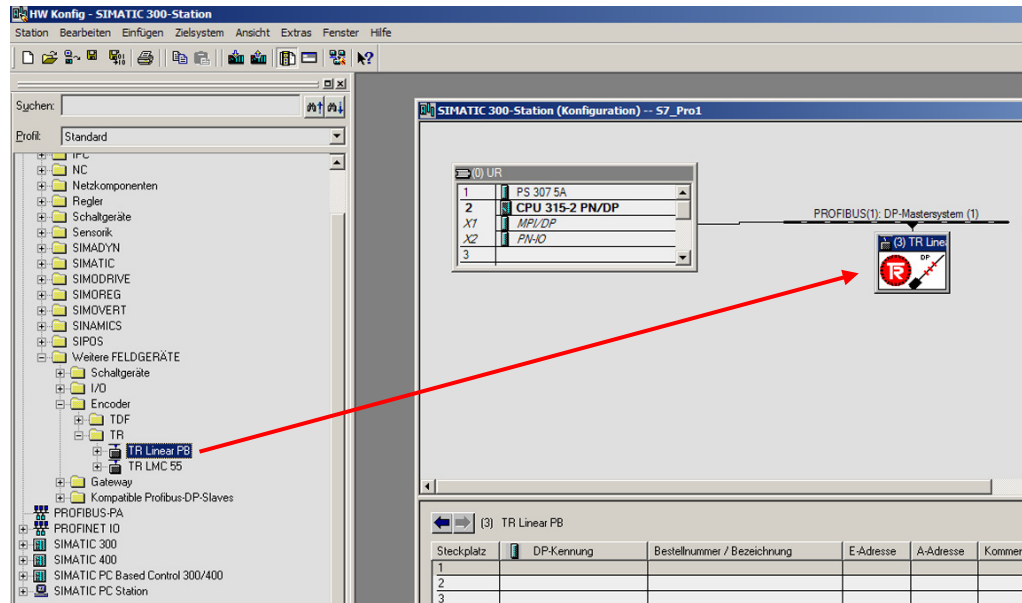 HW Konfig - SIMATIC 300-Station
Station Bearbeiten Einfügen Zielsystem Ansicht Extras Fenster Hilfe
Suchen:
Profil: Standard
IPC
NC
Netzkomponenten
Regler
Schaltgeräte
Sensorik
SIMADYN
SIMATIC
SIMODRIVE
SIMOREG
SIMOVERT
SINAMICS
SIPOS
Weitere FELDGERÄTE
Schaltgeräte
I/O
Encoder
TDF
TR
TR Linear PB
TR LMC 55
Gateway
Kompatible Profibus-DP-Slaves
PROFIBUS-PA
PROFINET IO
SIMATIC 300
SIMATIC 400
SIMATIC PC Based Control 300/400
SIMATIC PC Station
SIMATIC 300-Station (Konfiguration) -- S7_Pro1
(0) UR
1 PS 307 5A
2 CPU 315-2 PN/DP
X1 MPI/DP
X2 PN-IO
3
PROFIBUS(1): DP-Mastersystem (1)
(3) TR Linea
DP
TR
(3) TR Linear PB
Steckplatz DP-Kennung Bestellnummer / Bezeichnung E-Adresse A-Adresse Kommen
1
2
3